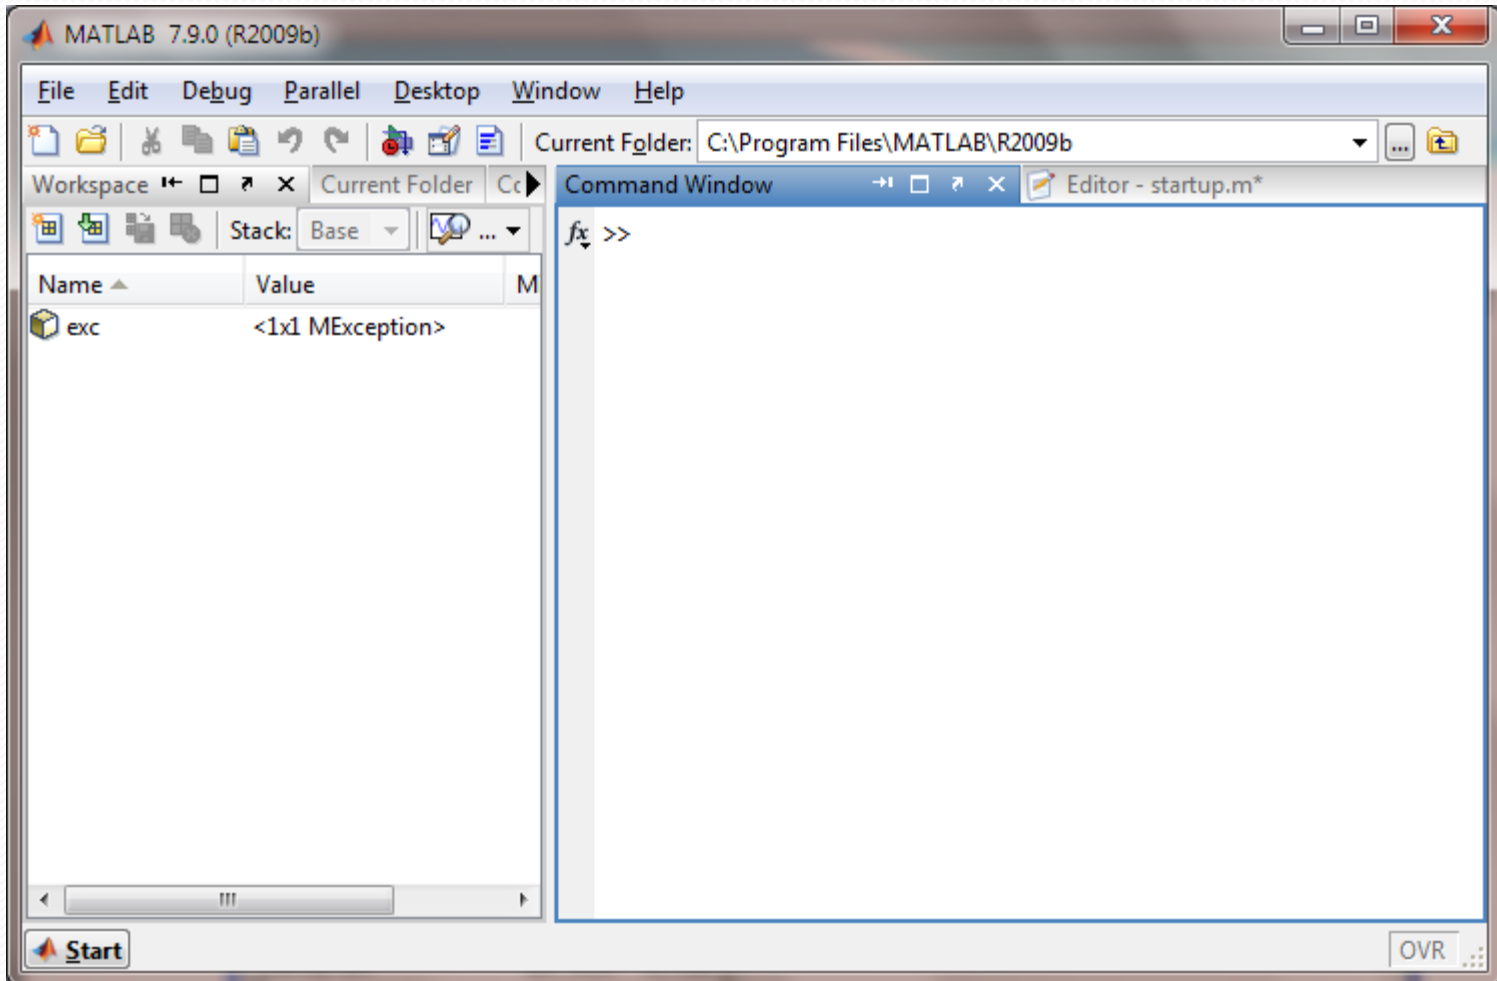 MATLAB 7.9.0 (R2009b)
File Edit Debug Parallel Desktop Window Help
Current Folder: C:\Program Files\MATLAB\R2009b ...
Workspace Current Folder Cc Command Window Editor - startup.m*
Stack: Base ...
fx >>
Name Value M
exc <1x1 MException>
Start OVR